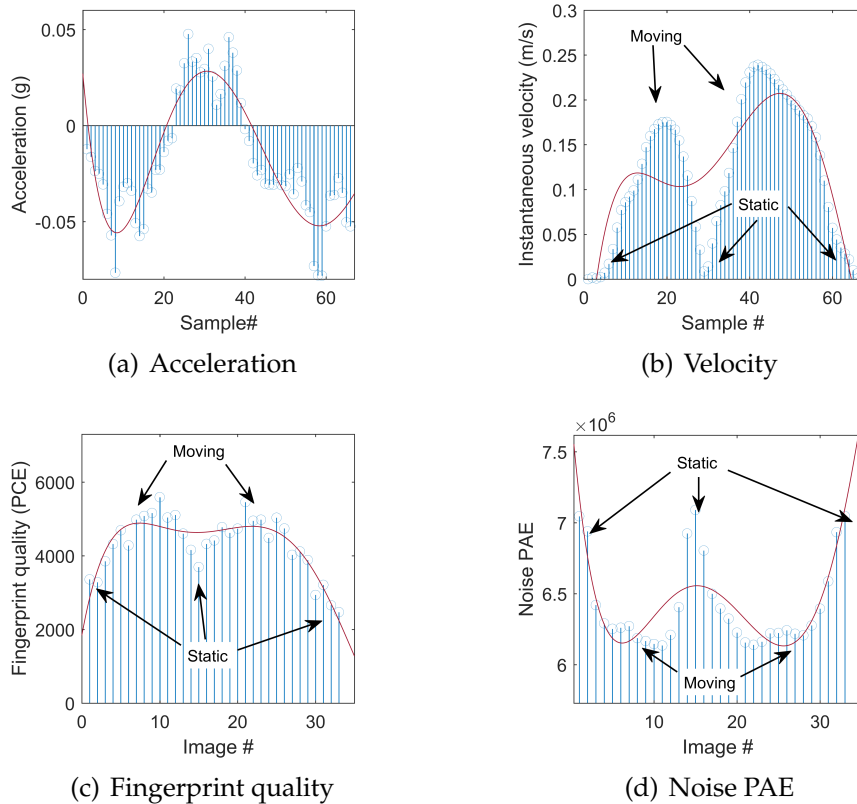 0.05
0
-0.05
Acceleration (g)
0 20 40 60
Sample#
(a) Acceleration
0.3
0.25
0.2
0.15
0.1
0.05
0
Instantaneous velocity (m/s)
Moving
Static
0 20 40 60
Sample #
(b) Velocity
6000
4000
2000
0
Fingerprint quality (PCE)
Moving
Static
0 10 20 30
Image #
(c) Fingerprint quality
×10⁶
7.5
7
6.5
6
Noise PAE
Static
Moving
10 20 30
Image #
(d) Noise PAE